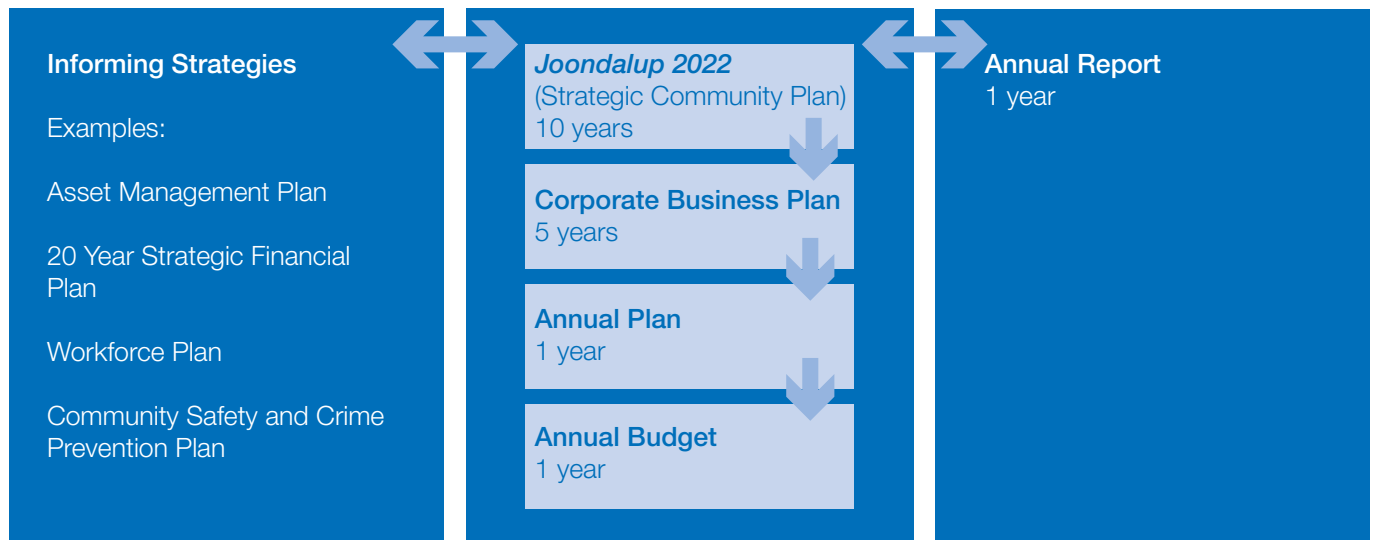 Informing Strategies
Examples:
Asset Management Plan
20 Year Strategic Financial
Plan
Workforce Plan
Community Safety and Crime
Prevention Plan
Joondalup 2022
(Strategic Community Plan)
10 years
Corporate Business Plan
5 years
Annual Plan
1 year
Annual Budget
1 year
Annual Report
1 year